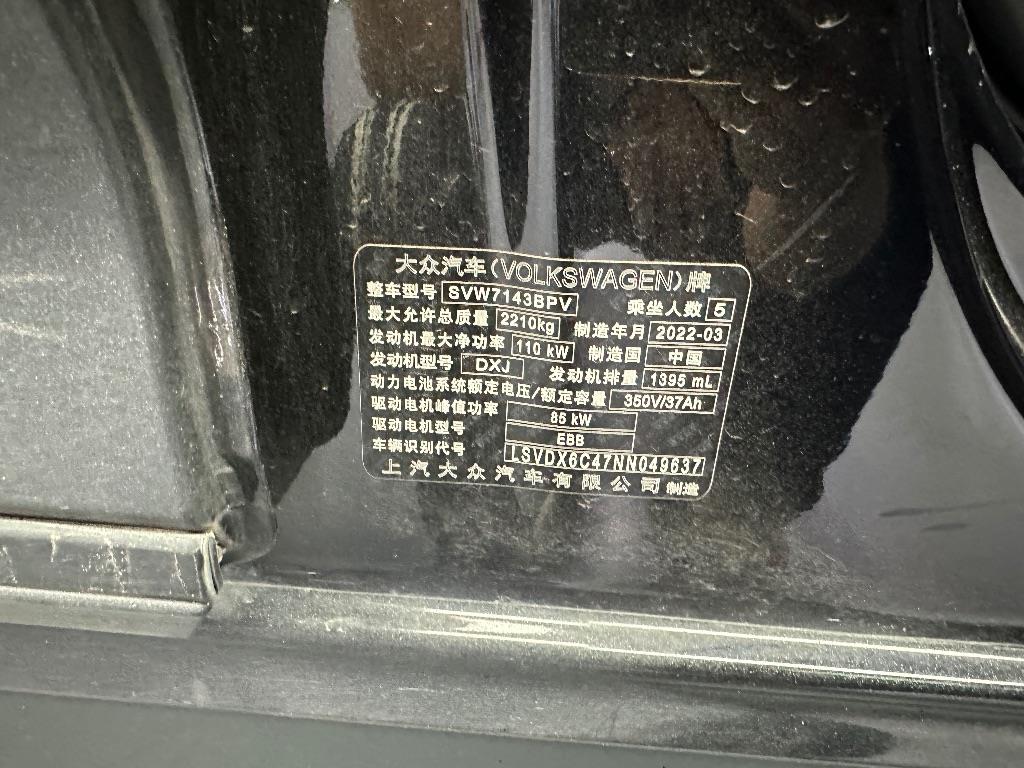 大众汽车(VOLKSWAGEN)牌
整车型号 SVW7143BPV 乘坐人数 5
最大允许总质量 2210kg 制造年月 2022-03
发动机最大净功率 110 kW 制造国 中国
发动机型号 DXJ 发动机排量 1395 mL
动力电池系统额定电压/额定容量 350V/37Ah
驱动电机峰值功率 85 kW
驱动电机型号 EBB
车辆识别代号 LSVDX6C47NN049637
上汽大众汽车有限公司 制造